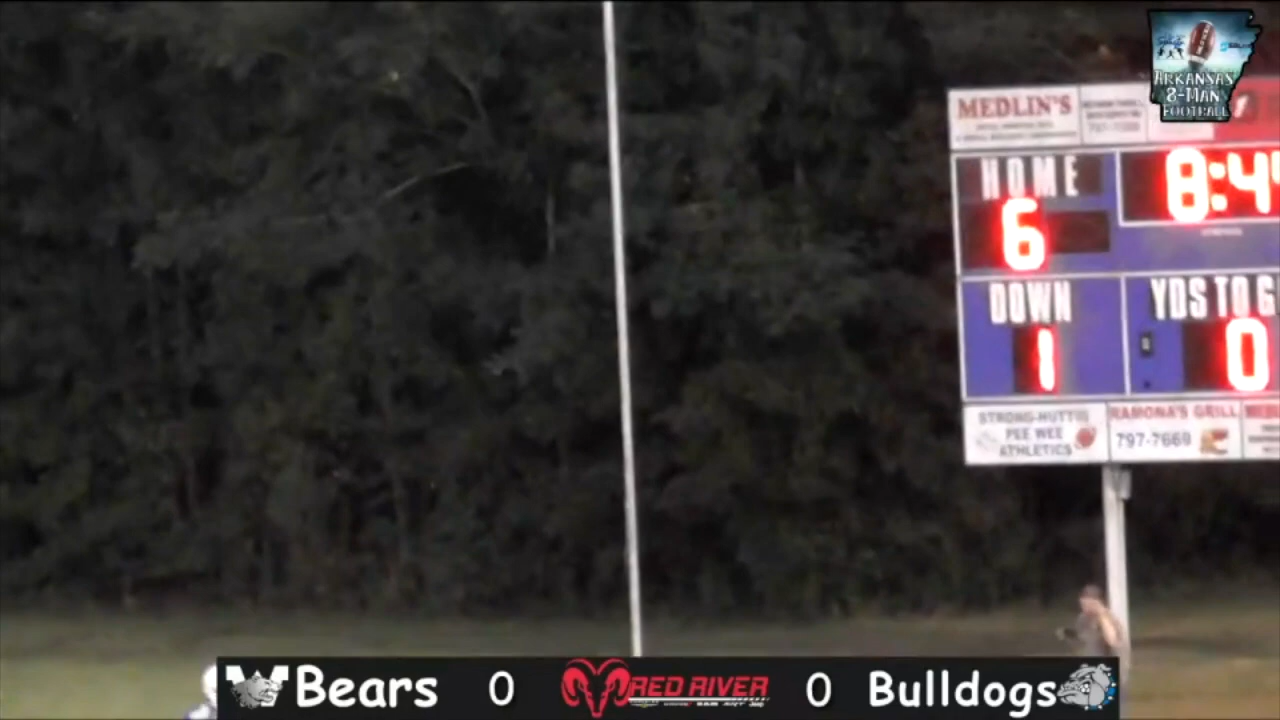 ARKANSAS
8-MAN
FOOTBALL
MEDLIN'S
HOME
8:4
6
DOWN
YDS TO G
1
0
STRONG-HUTTIG
PEE WEE
ATHLETICS
RAMONA'S GRILL
797-7669
Bears 0 RED RIVER 0 Bulldogs